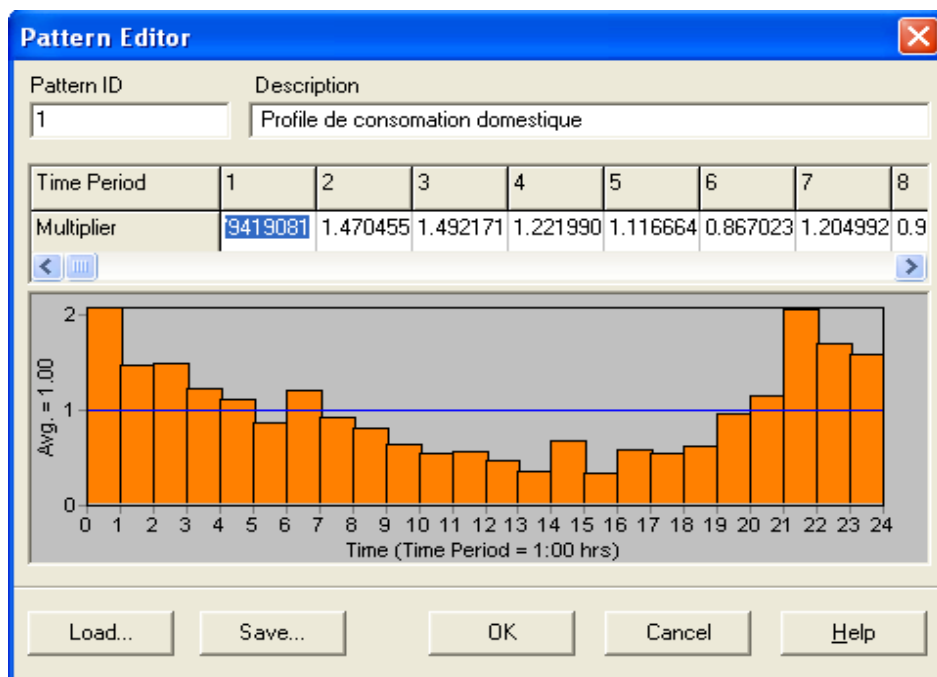 Pattern Editor
Pattern ID Description
1 Profile de consomation domestique
Time Period 1 2 3 4 5 6 7 8
Multiplier 9419081 1.470455 1.492171 1.221990 1.116664 0.867023 1.204992 0.9
2
1
0
Avg. = 1.00
0 1 2 3 4 5 6 7 8 9 10 11 12 13 14 15 16 17 18 19 20 21 22 23 24
Time (Time Period = 1:00 hrs)
Load... Save... OK Cancel Help